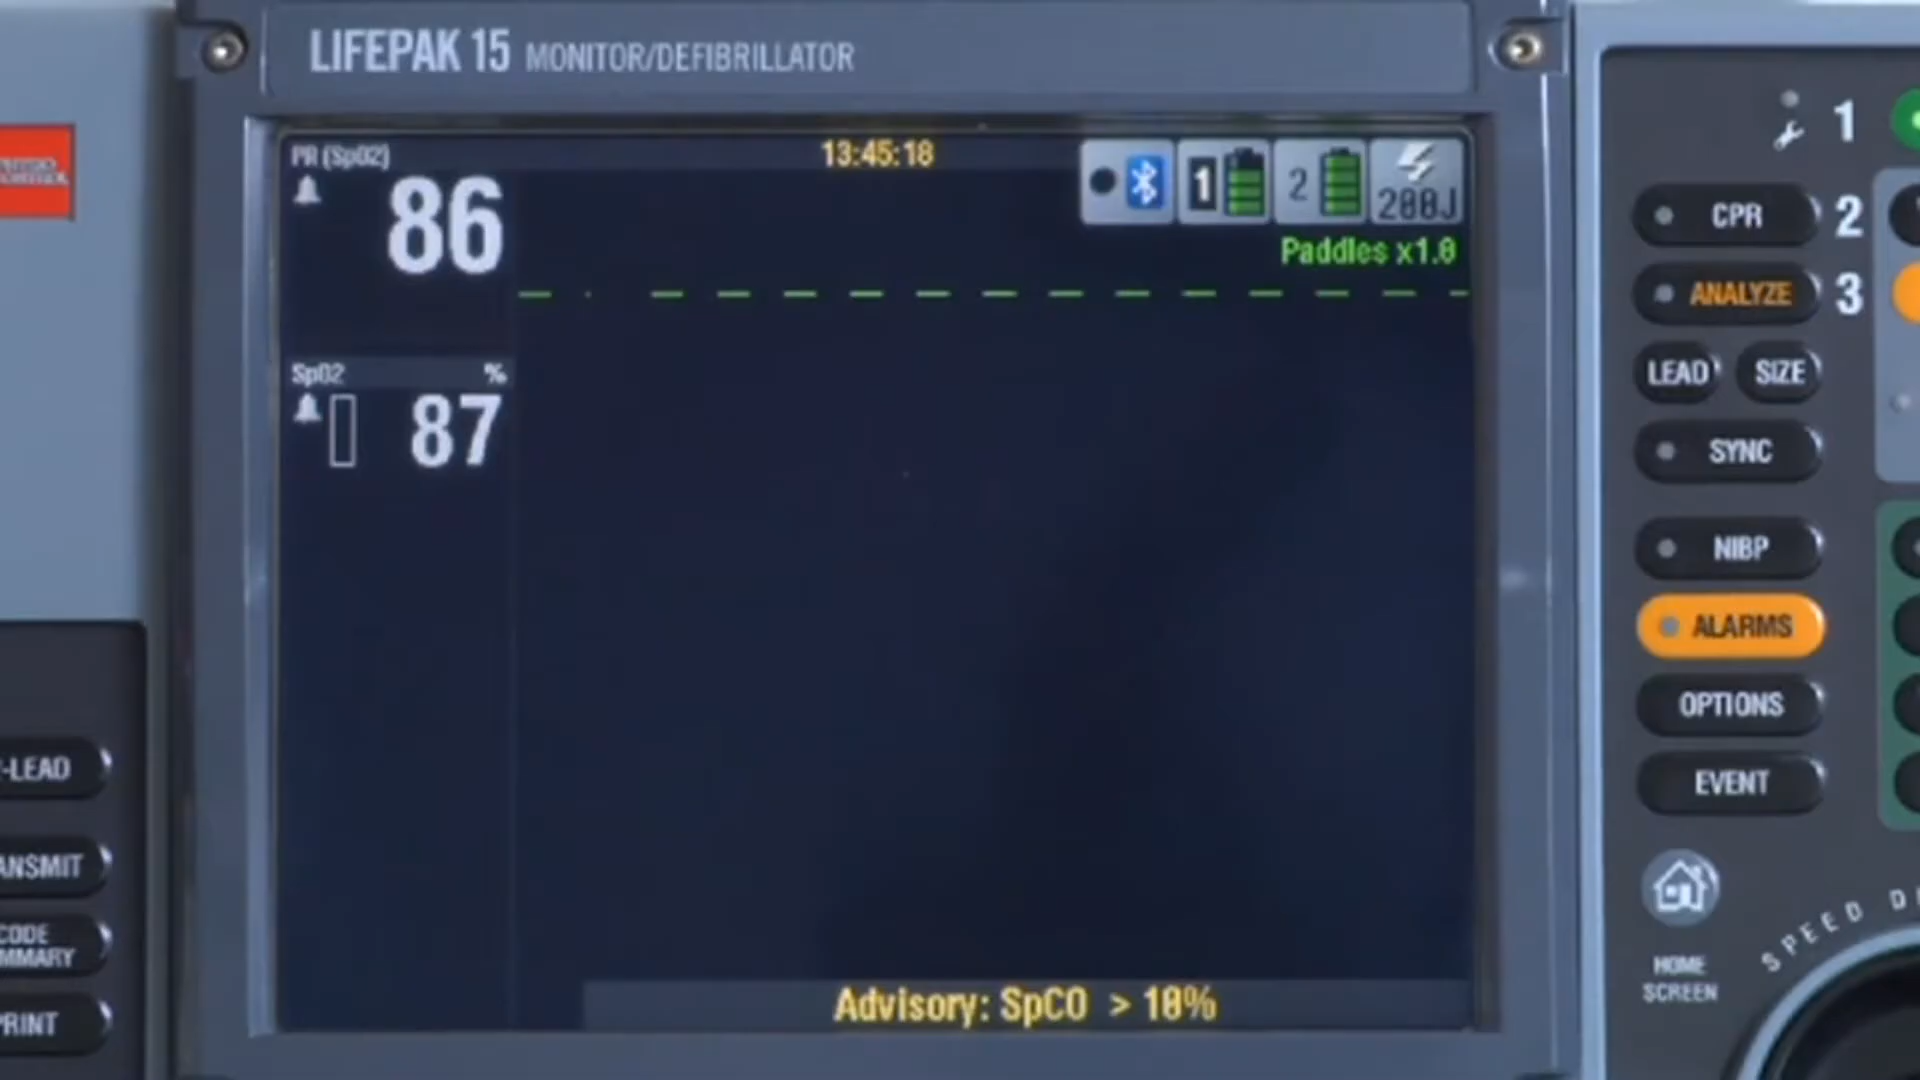 LIFEPAK 15 MONITOR/DEFIBRILLATOR
PR (SpO2)
13:45:18
1
2
200J
86
Paddles x1.0
SpO2 %
87
Advisory: SpCO > 10%
1
CPR 2
ANALYZE 3
LEAD SIZE
SYNC
NIBP
ALARMS
OPTIONS
EVENT
HOME
SCREEN
SPEED D
-LEAD
ANSMIT
CODE
MMARY
PRINT